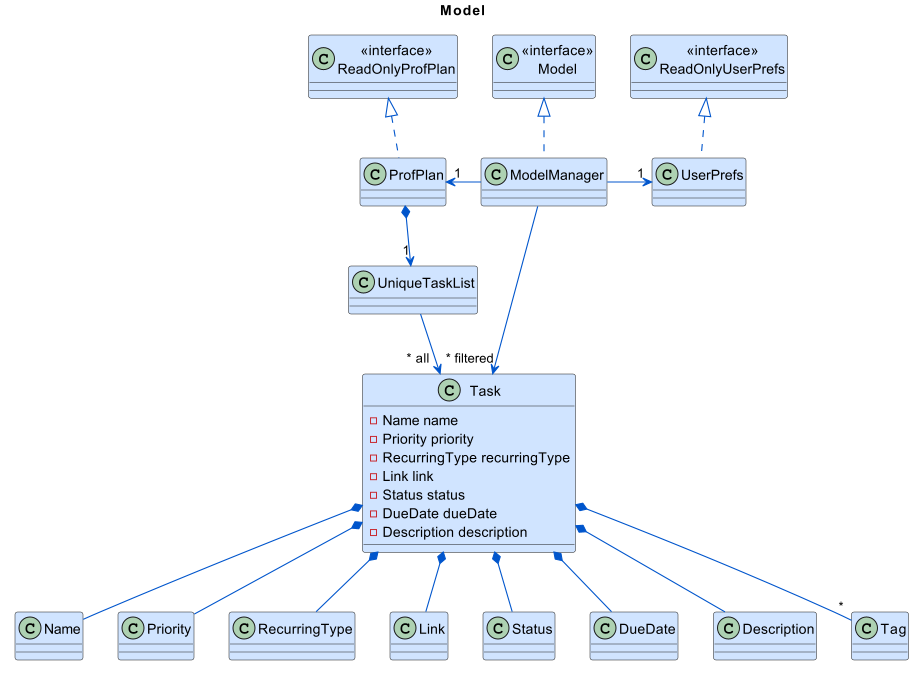 Model
C «interface»
ReadOnlyProfPlan
C «interface»
Model
C «interface»
ReadOnlyUserPrefs
C ProfPlan
1
C ModelManager
1
C UserPrefs
1
C UniqueTaskList
* all
* filtered
C Task
Name name
Priority priority
RecurringType recurringType
Link link
Status status
DueDate dueDate
Description description
*
C Name
C Priority
C RecurringType
C Link
C Status
C DueDate
C Description
C Tag